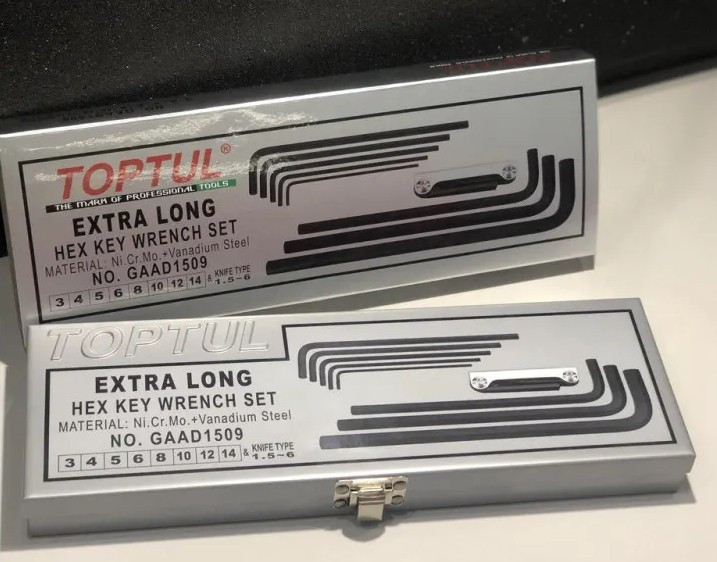 TOPTUL®
THE MARK OF PROFESSIONAL TOOLS
EXTRA LONG
HEX KEY WRENCH SET
MATERIAL: Ni.Cr.Mo.+Vanadium Steel
NO. GAAD1509
3 4 5 6 8 10 12 14 & KNIFE TYPE 1.5~6
TOPTUL
EXTRA LONG
HEX KEY WRENCH SET
MATERIAL: Ni.Cr.Mo.+Vanadium Steel
NO. GAAD1509
3 4 5 6 8 10 12 14 & KNIFE TYPE 1.5~6